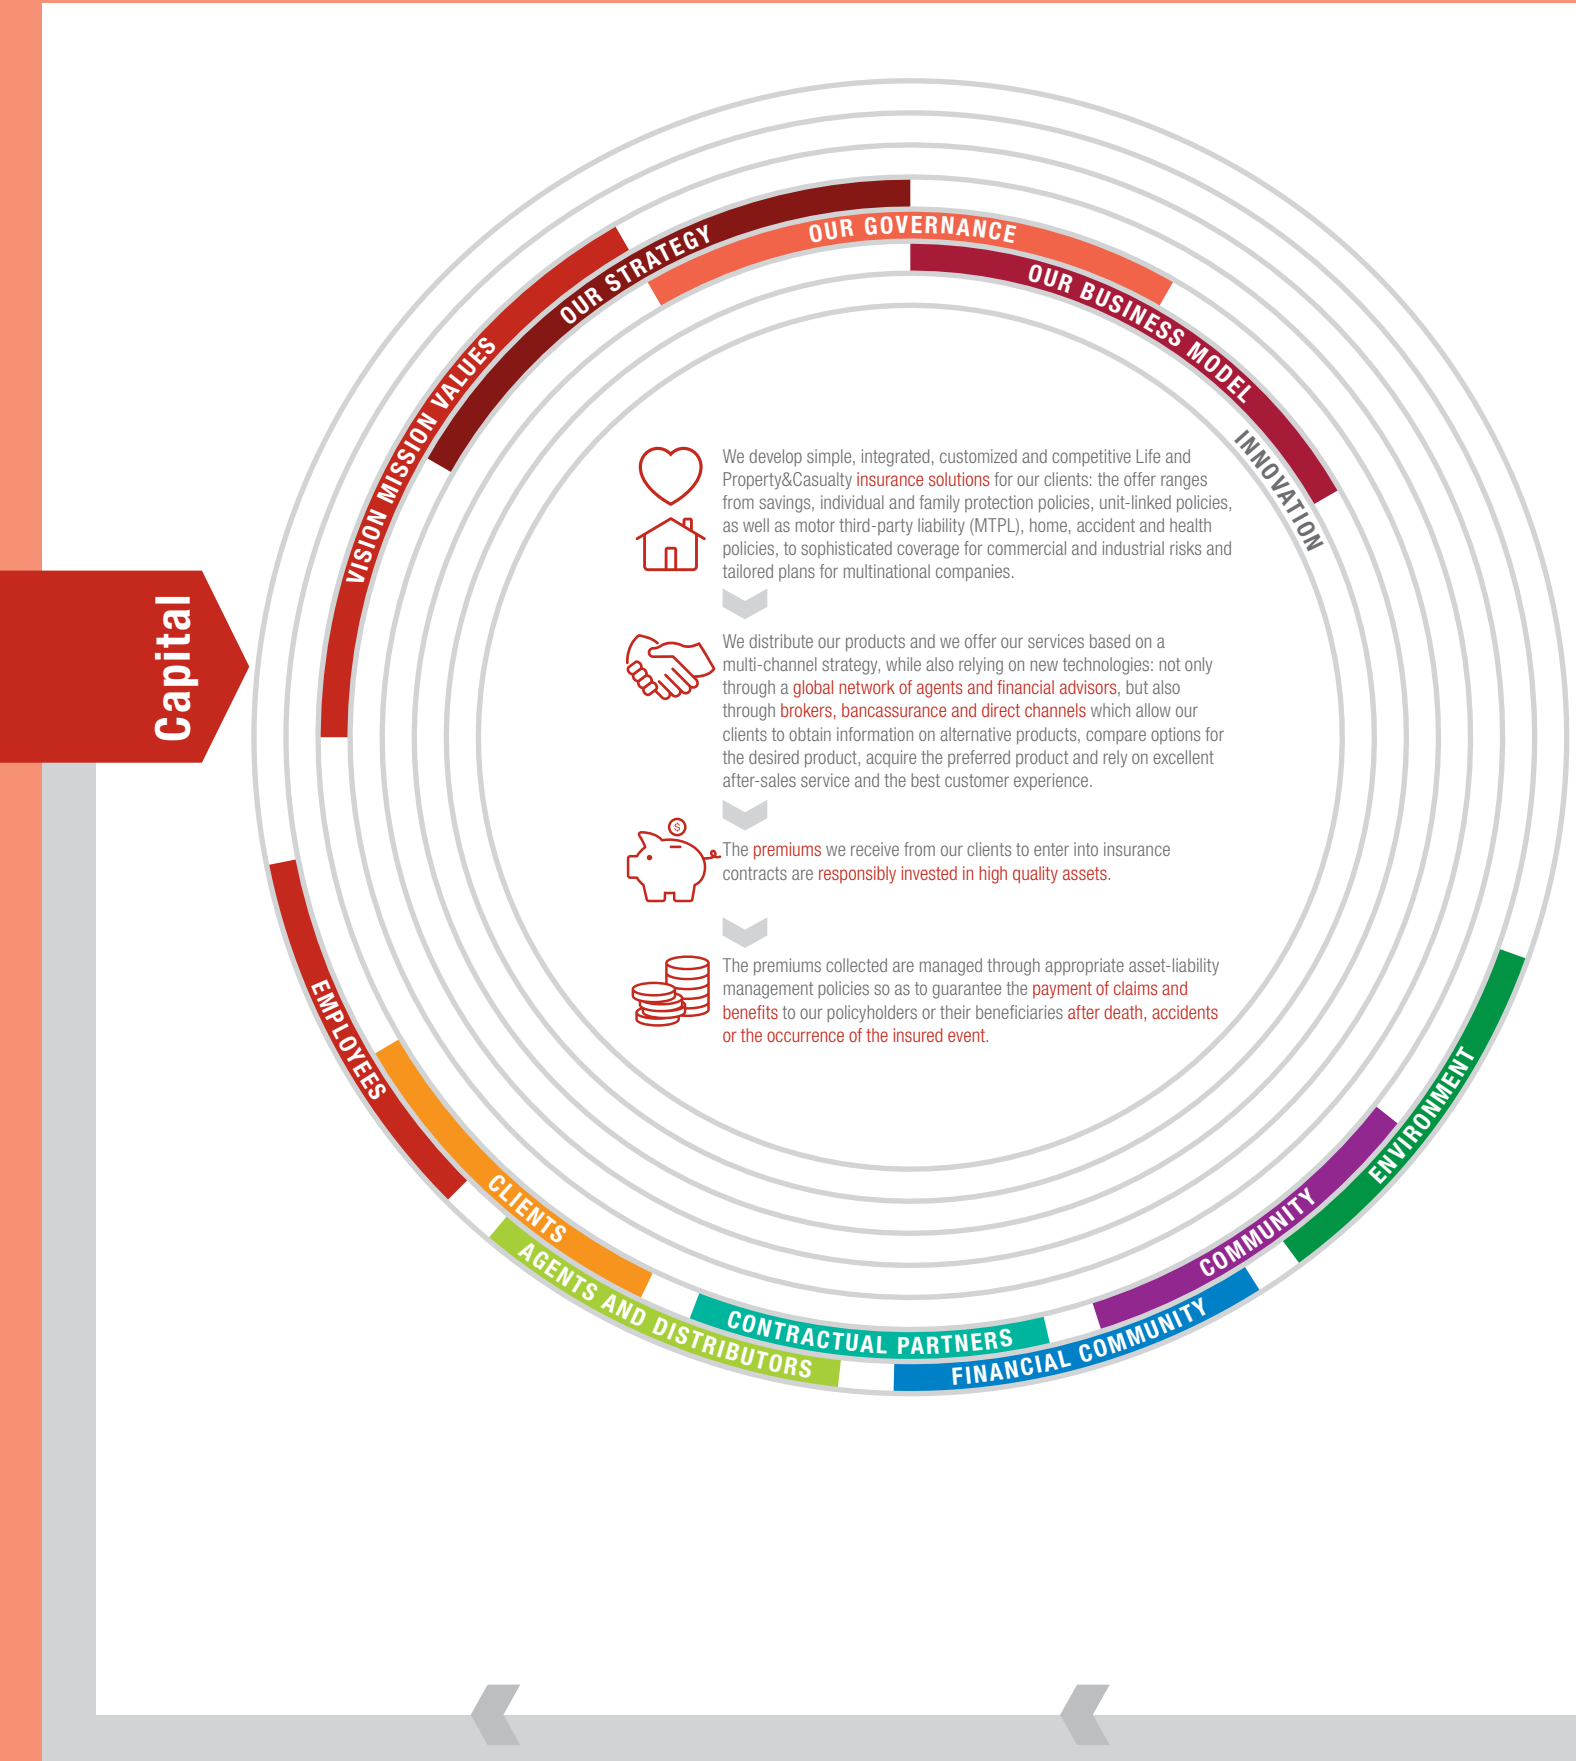 VISION MISSION VALUES
OUR STRATEGY
OUR GOVERNANCE
OUR BUSINESS MODEL
INNOVATION
Capital
We develop simple, integrated, customized and competitive Life and
Property&Casualty insurance solutions for our clients: the offer ranges
from savings, individual and family protection policies, unit-linked policies,
as well as motor third-party liability (MTPL), home, accident and health
policies, to sophisticated coverage for commercial and industrial risks and
tailored plans for multinational companies.
We distribute our products and we offer our services based on a
multi-channel strategy, while also relying on new technologies: not only
through a global network of agents and financial advisors, but also
through brokers, bancassurance and direct channels which allow our
clients to obtain information on alternative products, compare options for
the desired product, acquire the preferred product and rely on excellent
after-sales service and the best customer experience.
$
The premiums we receive from our clients to enter into insurance
contracts are responsibly invested in high quality assets.
The premiums collected are managed through appropriate asset-liability
management policies so as to guarantee the payment of claims and
benefits to our policyholders or their beneficiaries after death, accidents
or the occurrence of the insured event.
EMPLOYEES
CLIENTS
AGENTS AND DISTRIBUTORS
CONTRACTUAL PARTNERS
FINANCIAL COMMUNITY
COMMUNITY
ENVIRONMENT